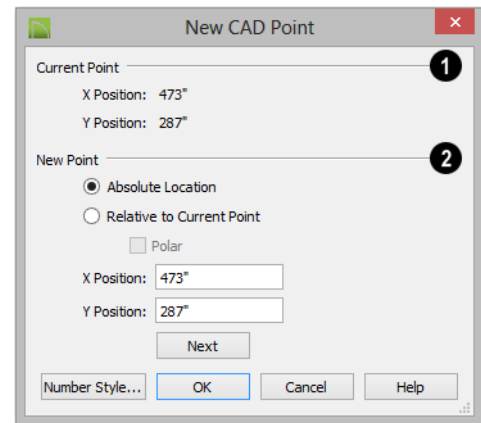 New CAD Point
Current Point 1
X Position: 473"
Y Position: 287"
New Point 2
Absolute Location
Relative to Current Point
Polar
X Position: 473"
Y Position: 287"
Next
Number Style... OK Cancel Help